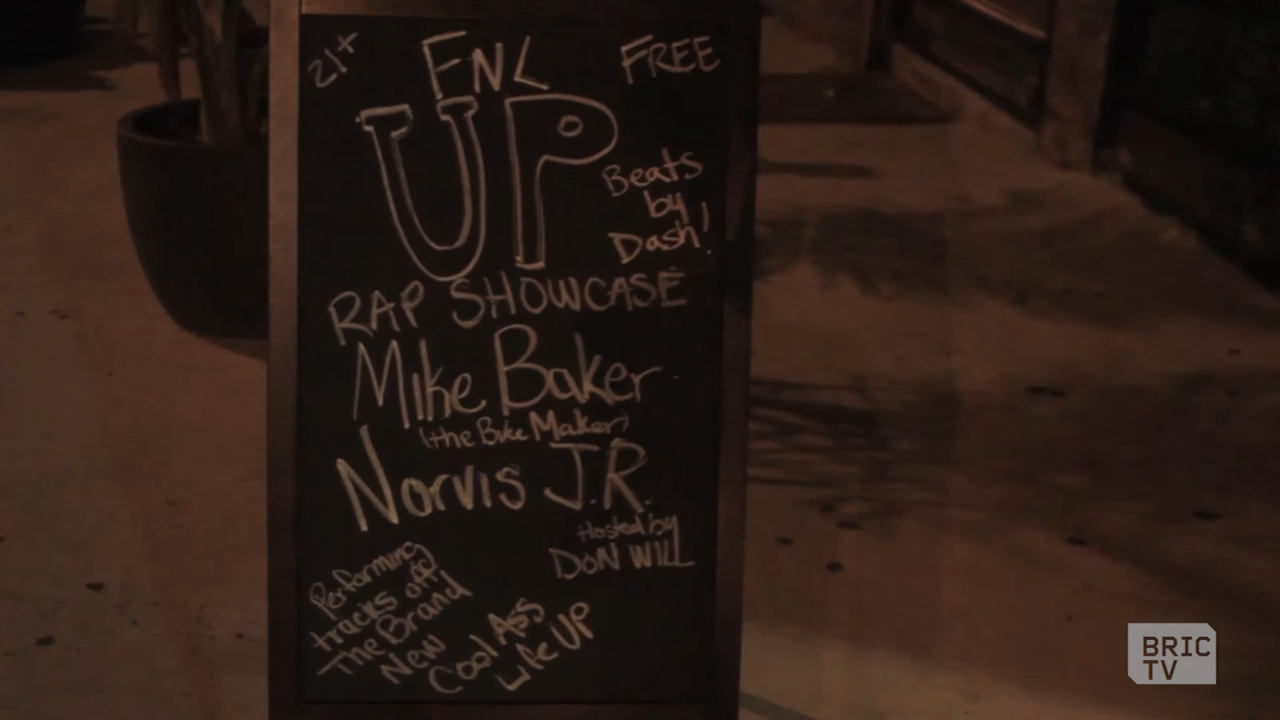 21+
FNL
FREE
UP
Beats
by
Dash!
RAP SHOWCASE
Mike Baker
(the Bike Maker)
Norvis J.R.
Hosted by
DON WILL
Performing
tracks off
The Brand
New
Cool Ass
Life UP
BRIC
TV